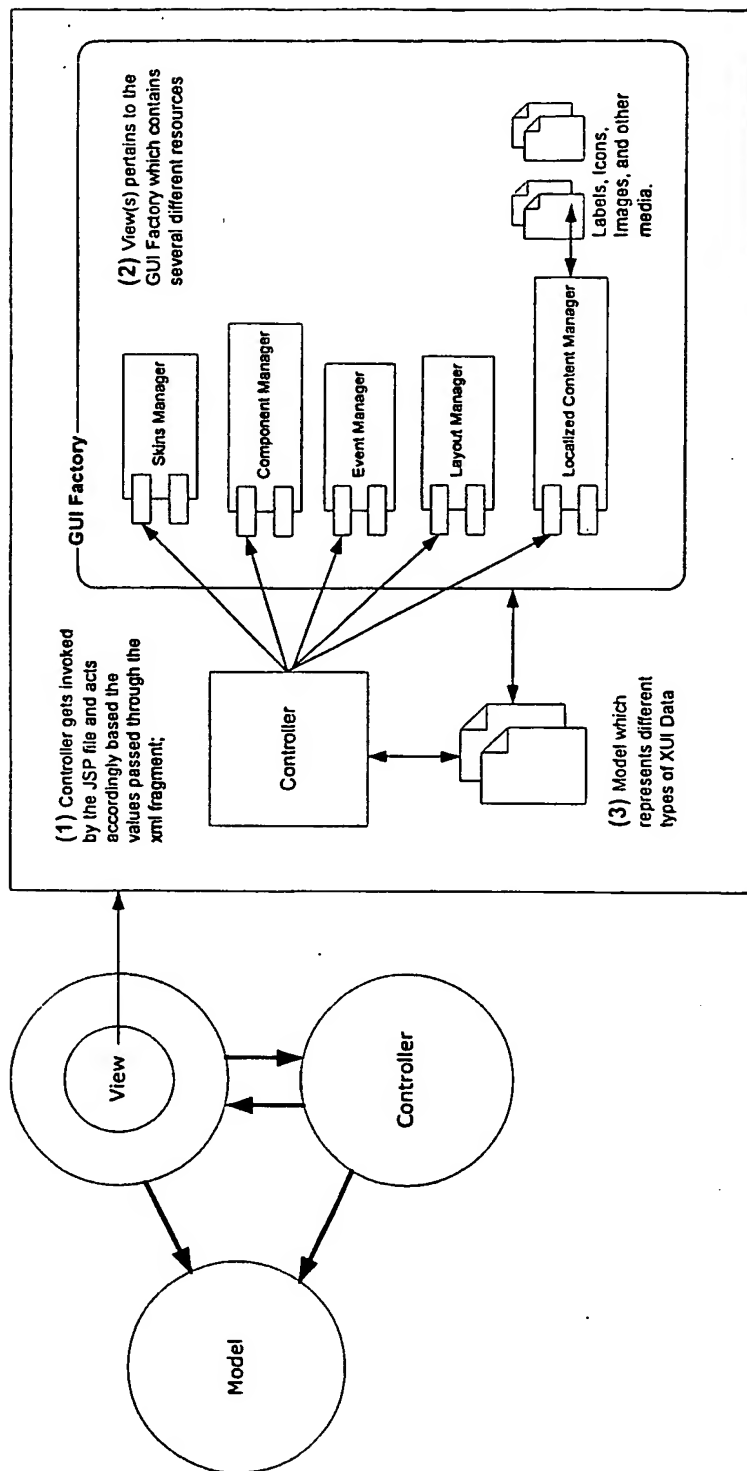 Model
View
Controller
(1) Controller gets invoked
by the JSP file and acts
accordingly based the
values passed through the
xml fragment;
Controller
(3) Model which
represents different
types of XUI Data
GUI Factory
(2) View(s) pertains to the
GUI Factory which contains
several different resources
Skins Manager
Component Manager
Event Manager
Layout Manager
Localized Content Manager
Labels, Icons,
Images, and other
media.